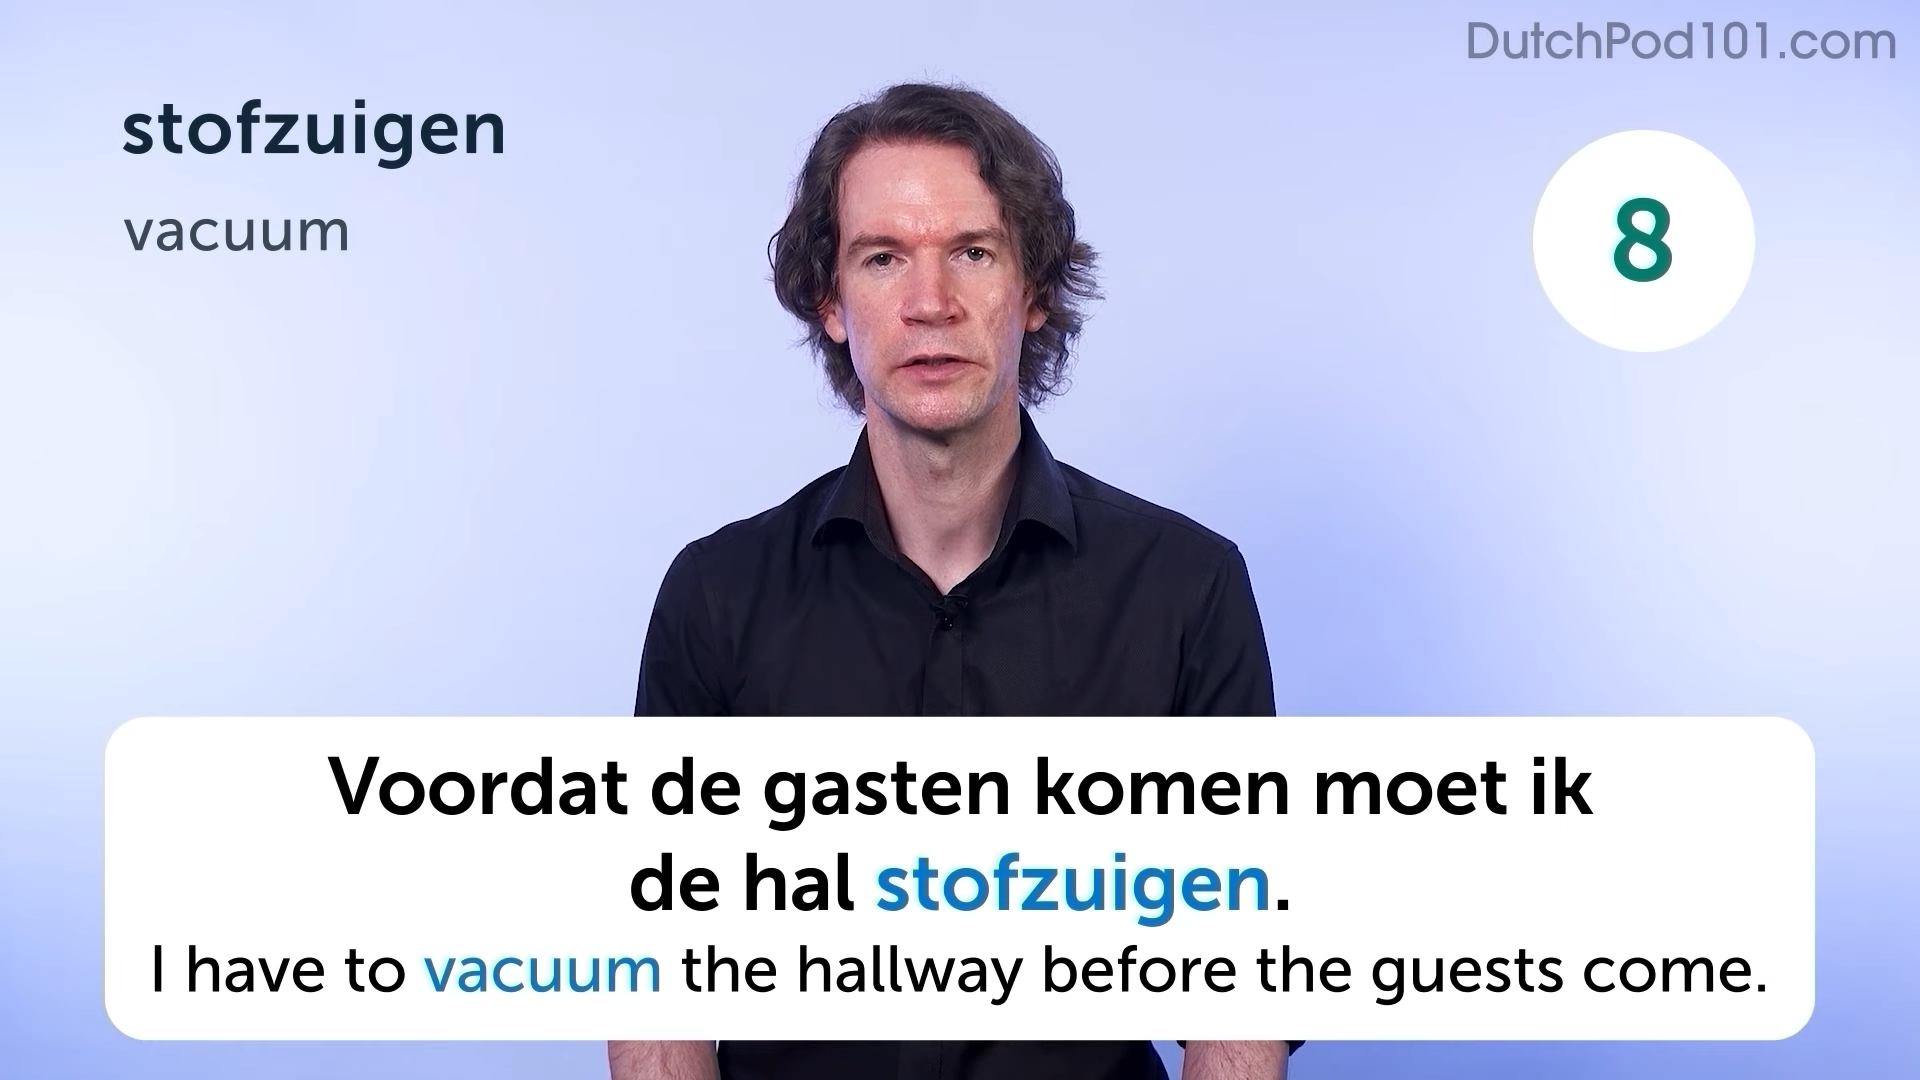 DutchPod101.com
stofzuigen
vacuum
8
Voordat de gasten komen moet ik
de hal stofzuigen.
I have to vacuum the hallway before the guests come.